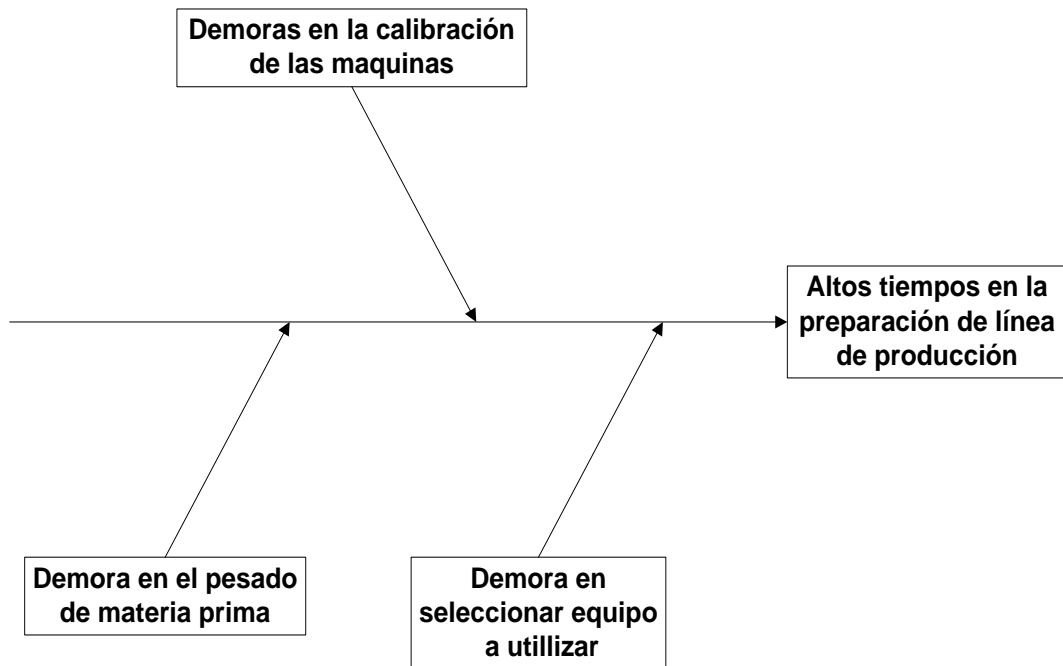 Demoras en la calibración
de las maquinas
Altos tiempos en la
preparación de línea
de producción
Demora en el pesado
de materia prima
Demora en
seleccionar equipo
a utillizar